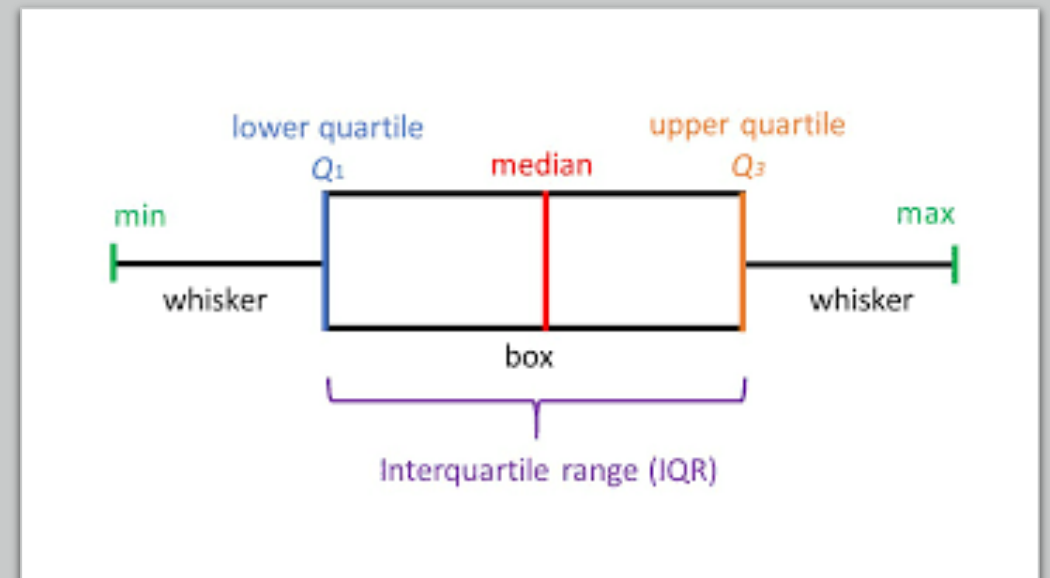 lower quartile
Q1
median
upper quartile
Q3
min
max
whisker
whisker
box
Interquartile range (IQR)